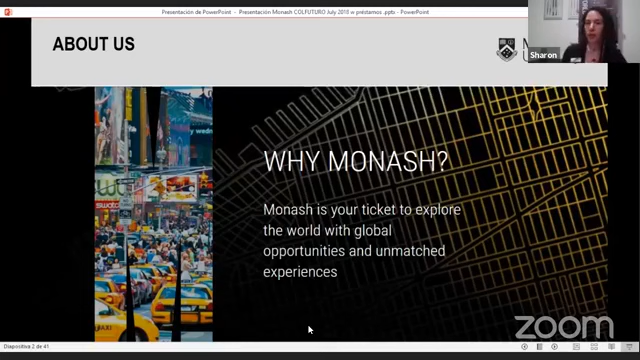 Presentación de PowerPoint - Presentación Monash COLFUTURO July 2018 w préstamos .pptx - PowerPoint
ABOUT US
Sharon
WHY MONASH?
Monash is your ticket to explore
the world with global
opportunities and unmatched
experiences
zoom
Diapositiva 2 de 41